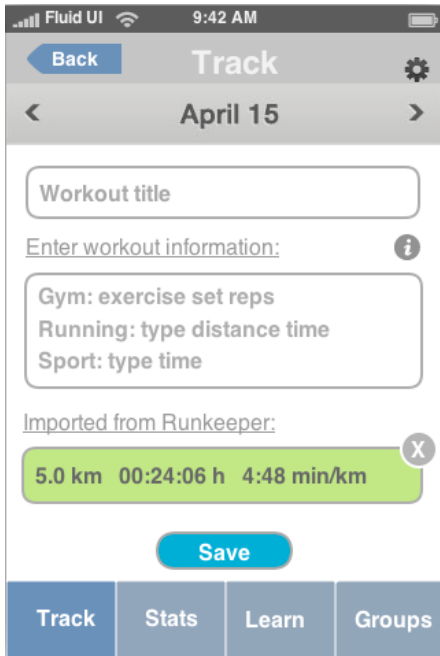 Fluid UI 9:42 AM
Back Track
< April 15 >
Workout title
Enter workout information: i
Gym: exercise set reps
Running: type distance time
Sport: type time
Imported from Runkeeper:
X
5.0 km 00:24:06 h 4:48 min/km
Save
Track Stats Learn Groups